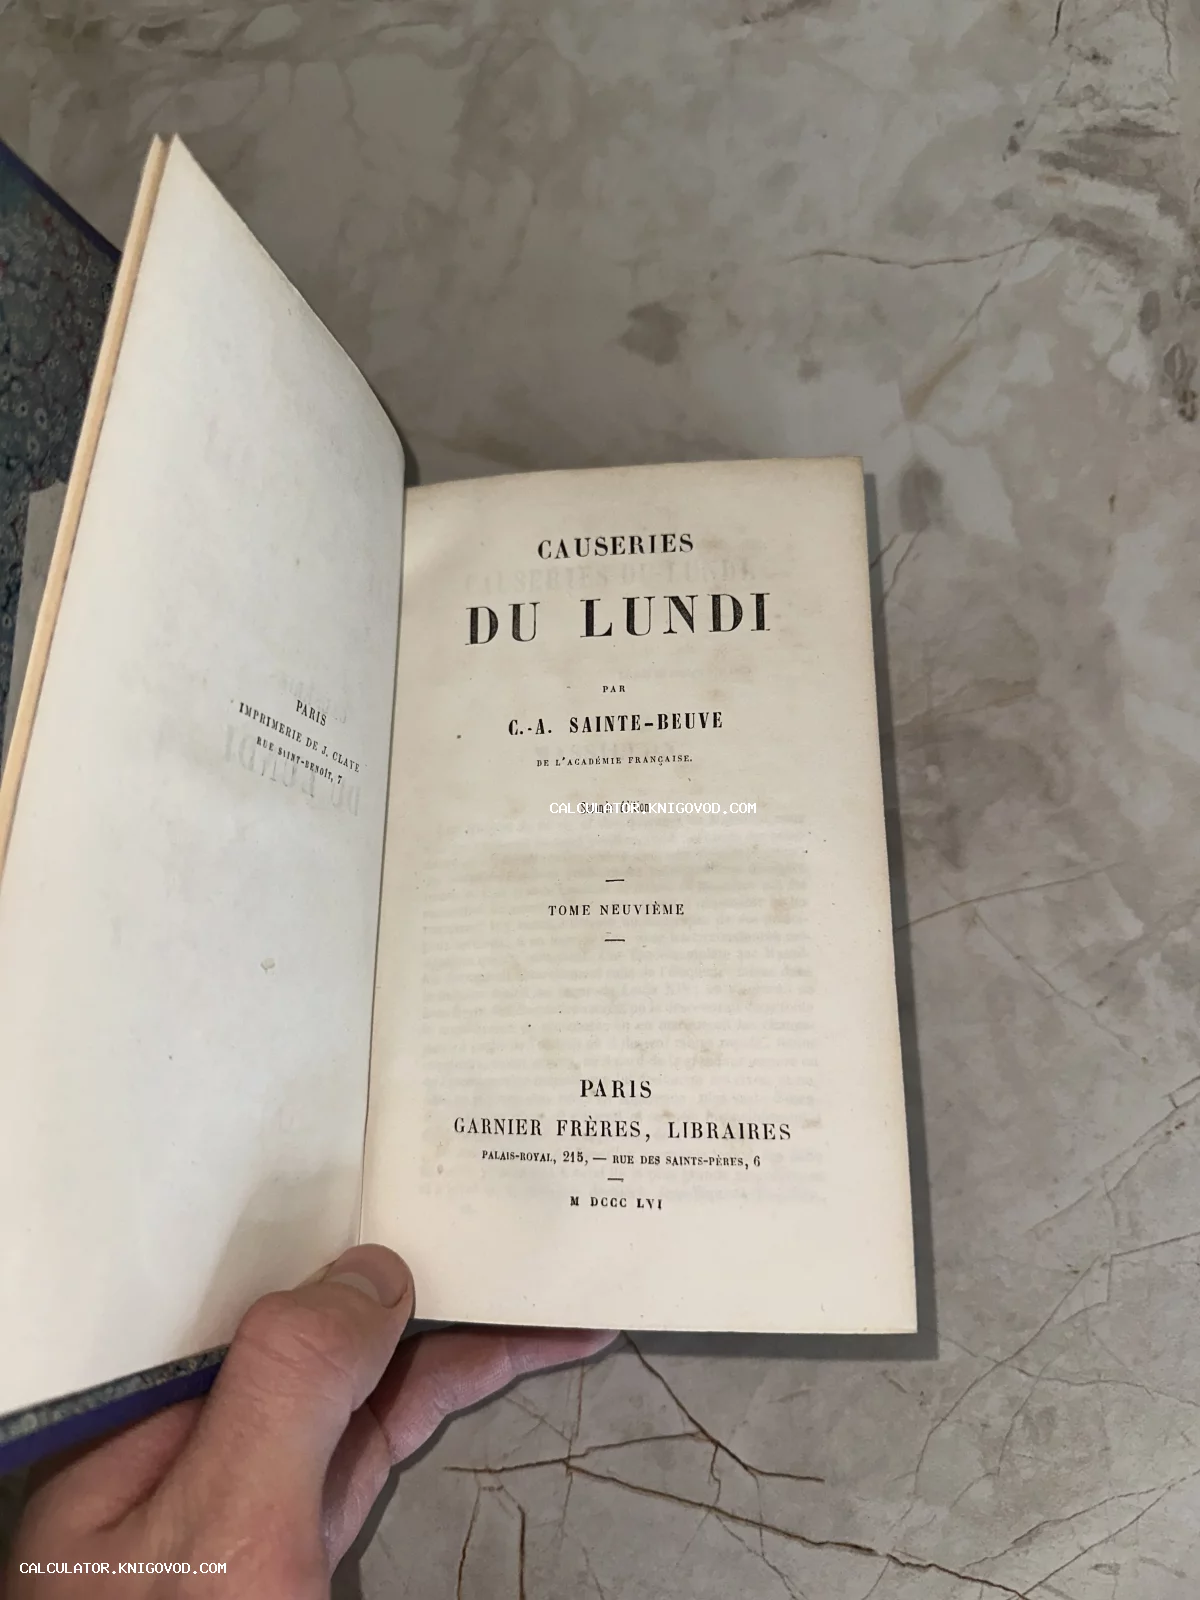 PARIS
IMPRIMERIE DE J. CLAYE
RUE SAINT-BENOÎT, 7
CAUSERIES
DU LUNDI
PAR
C.-A. SAINTE-BEUVE
DE L'ACADÉMIE FRANÇAISE.
CALCULATOR.KNIGOVOD.COM
TOME NEUVIÈME
PARIS
GARNIER FRÈRES, LIBRAIRES
PALAIS-ROYAL, 215, — RUE DES SAINTS-PÈRES, 6
M DCCC LVI
CALCULATOR.KNIGOVOD.COM